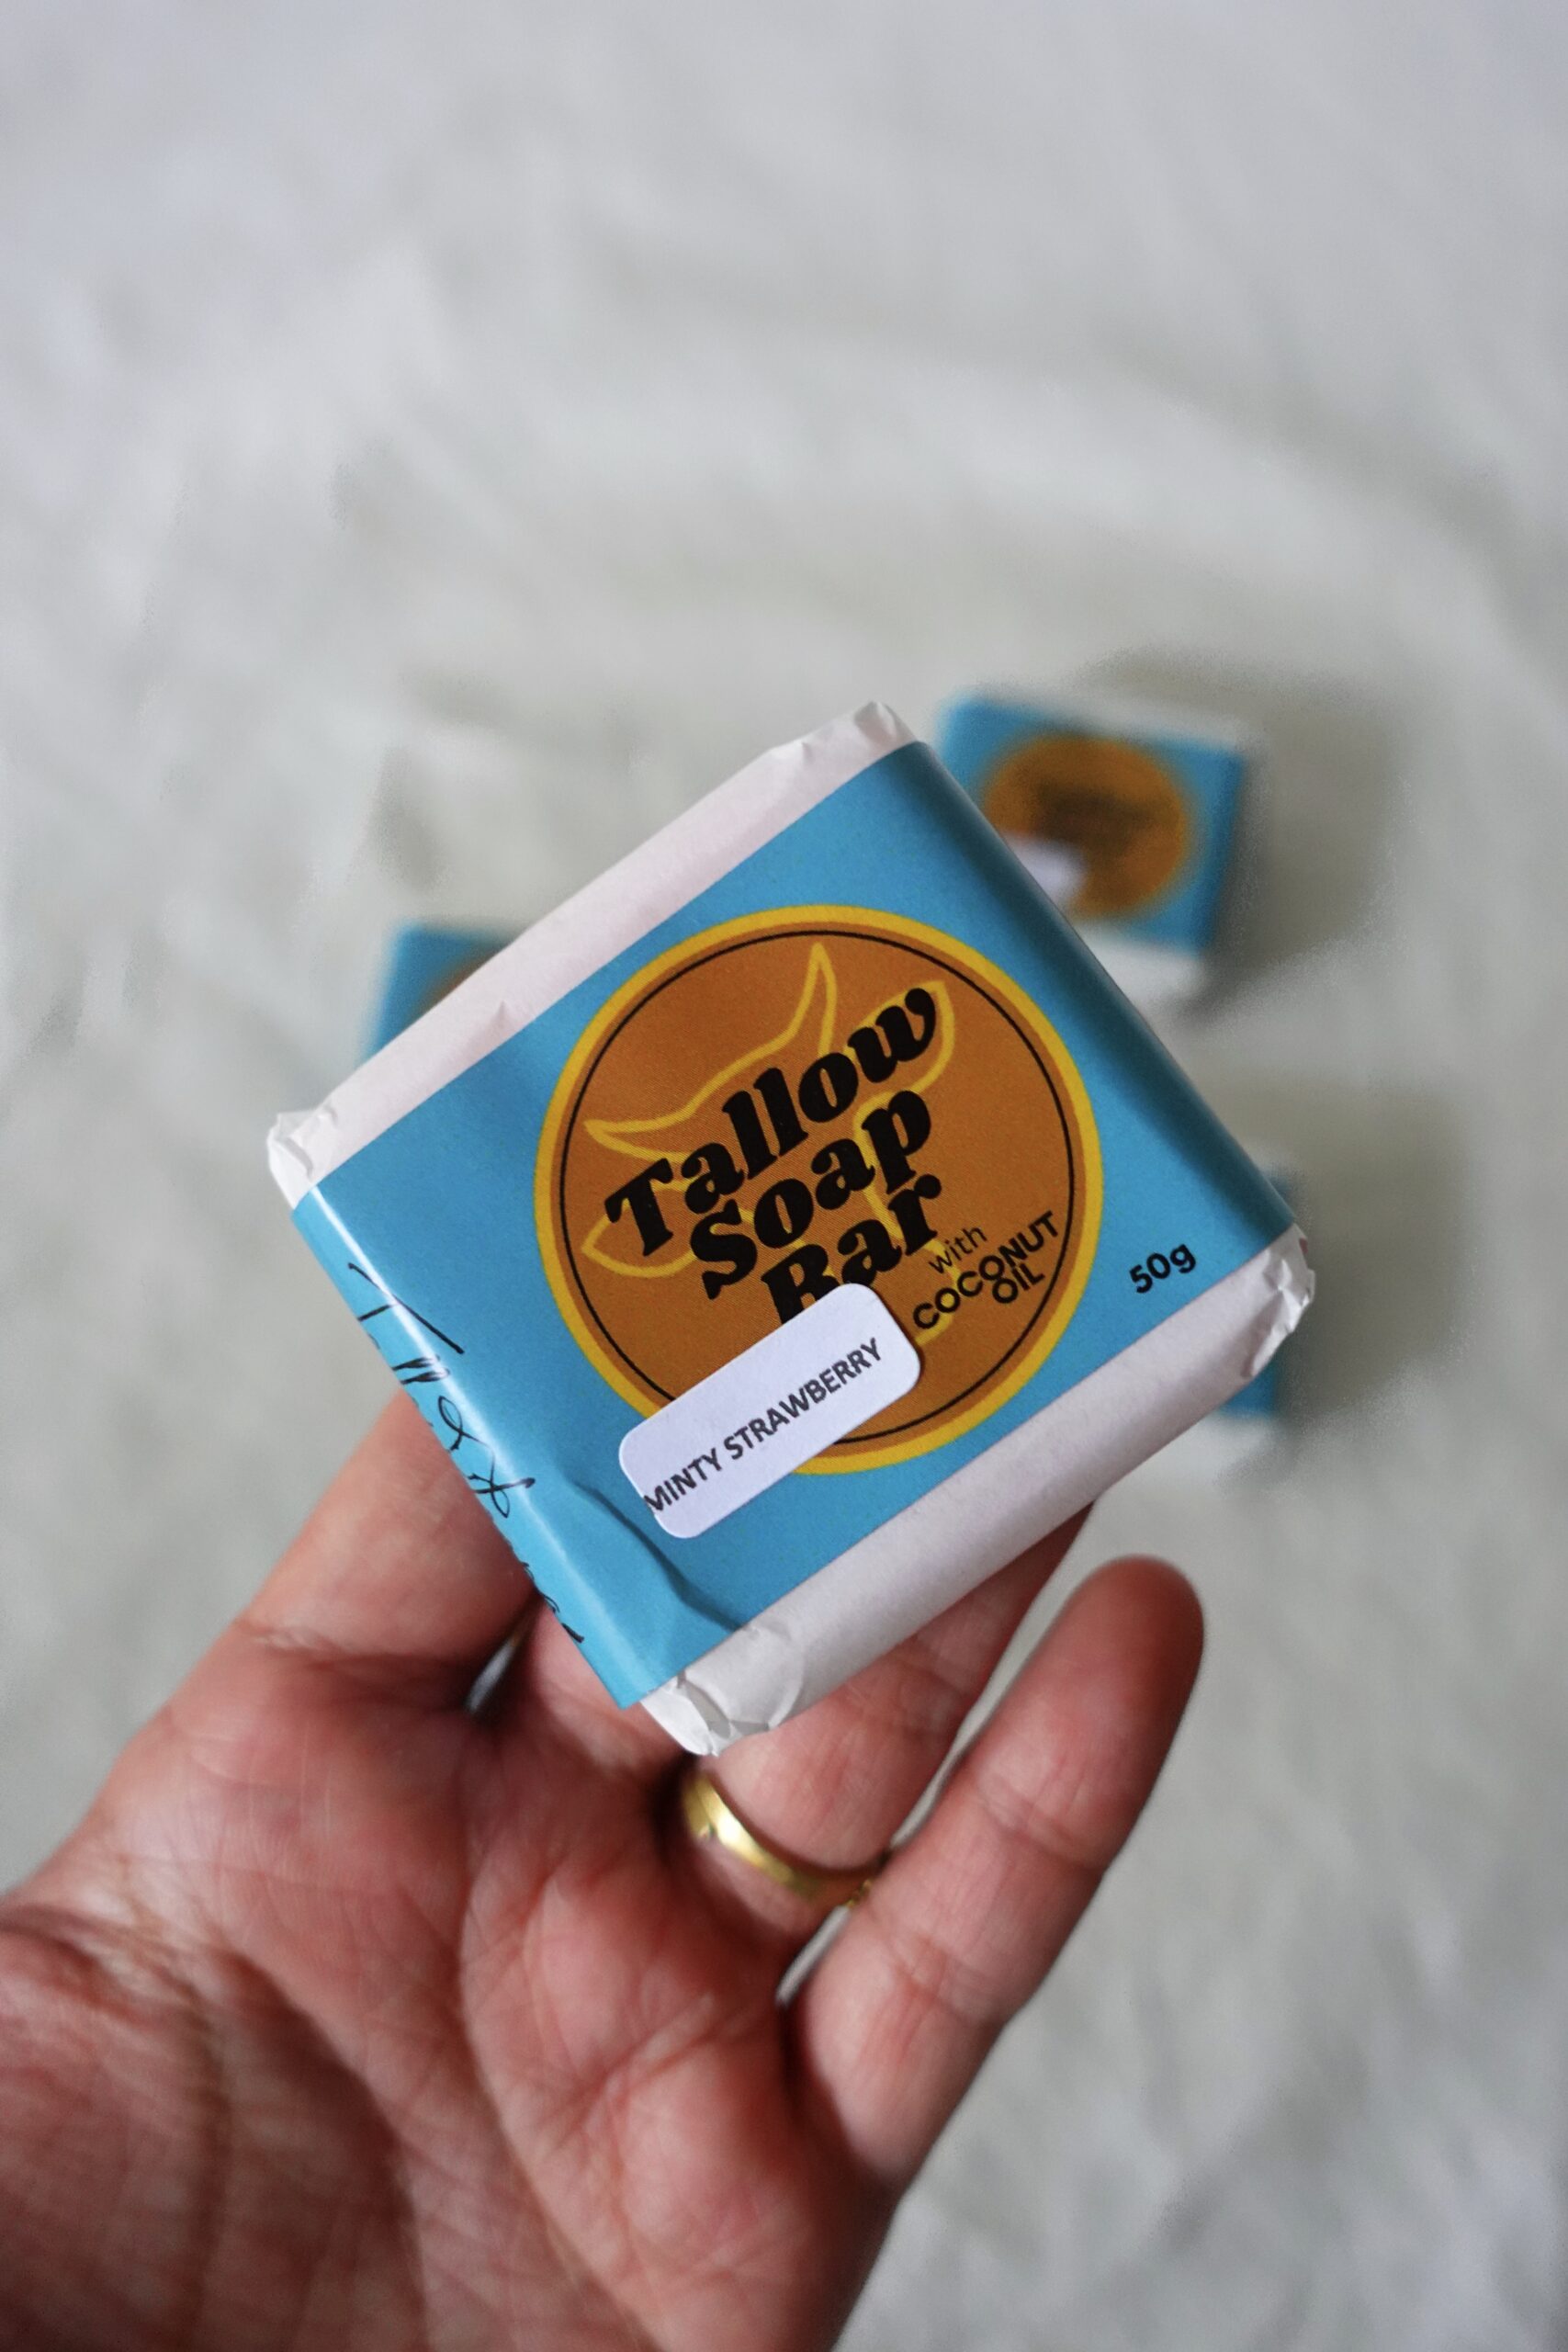 Tallow
Soap
Bar
with
COCONUT
OIL
50g
MINTY STRAWBERRY